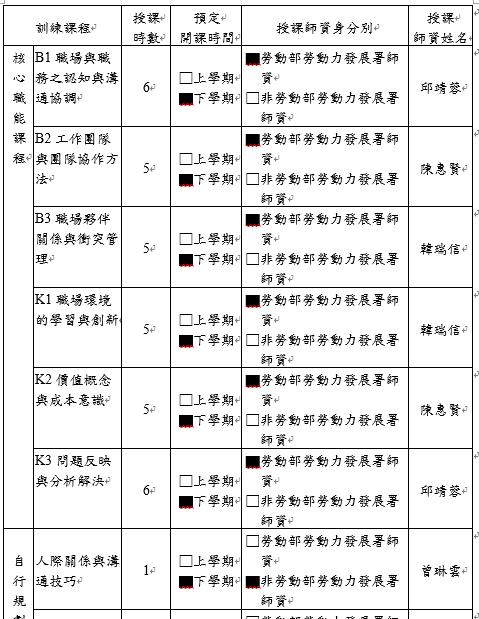 訓練課程 授課時數 預定開課時間 授課師資身分別 授課師資姓名
核心職能課程
B1 職場與職務之認知與溝通協調 6 □上學期 ■下學期 ■勞動部勞動力發展署師資 □非勞動部勞動力發展署師資 邱靖蓉
B2 工作團隊與團隊協作方法 5 □上學期 ■下學期 ■勞動部勞動力發展署師資 □非勞動部勞動力發展署師資 陳惠賢
B3 職場夥伴關係與衝突管理 5 □上學期 ■下學期 ■勞動部勞動力發展署師資 □非勞動部勞動力發展署師資 韓瑞信
K1 職場環境的學習與創新 5 □上學期 ■下學期 ■勞動部勞動力發展署師資 □非勞動部勞動力發展署師資 韓瑞信
K2 價值概念與成本意識 5 □上學期 ■下學期 ■勞動部勞動力發展署師資 □非勞動部勞動力發展署師資 陳惠賢
K3 問題反映與分析解決 6 □上學期 ■下學期 ■勞動部勞動力發展署師資 □非勞動部勞動力發展署師資 邱靖蓉
自行規
人際關係與溝通技巧 1 □上學期 ■下學期 □勞動部勞動力發展署師資 ■非勞動部勞動力發展署師資 曾琳雲